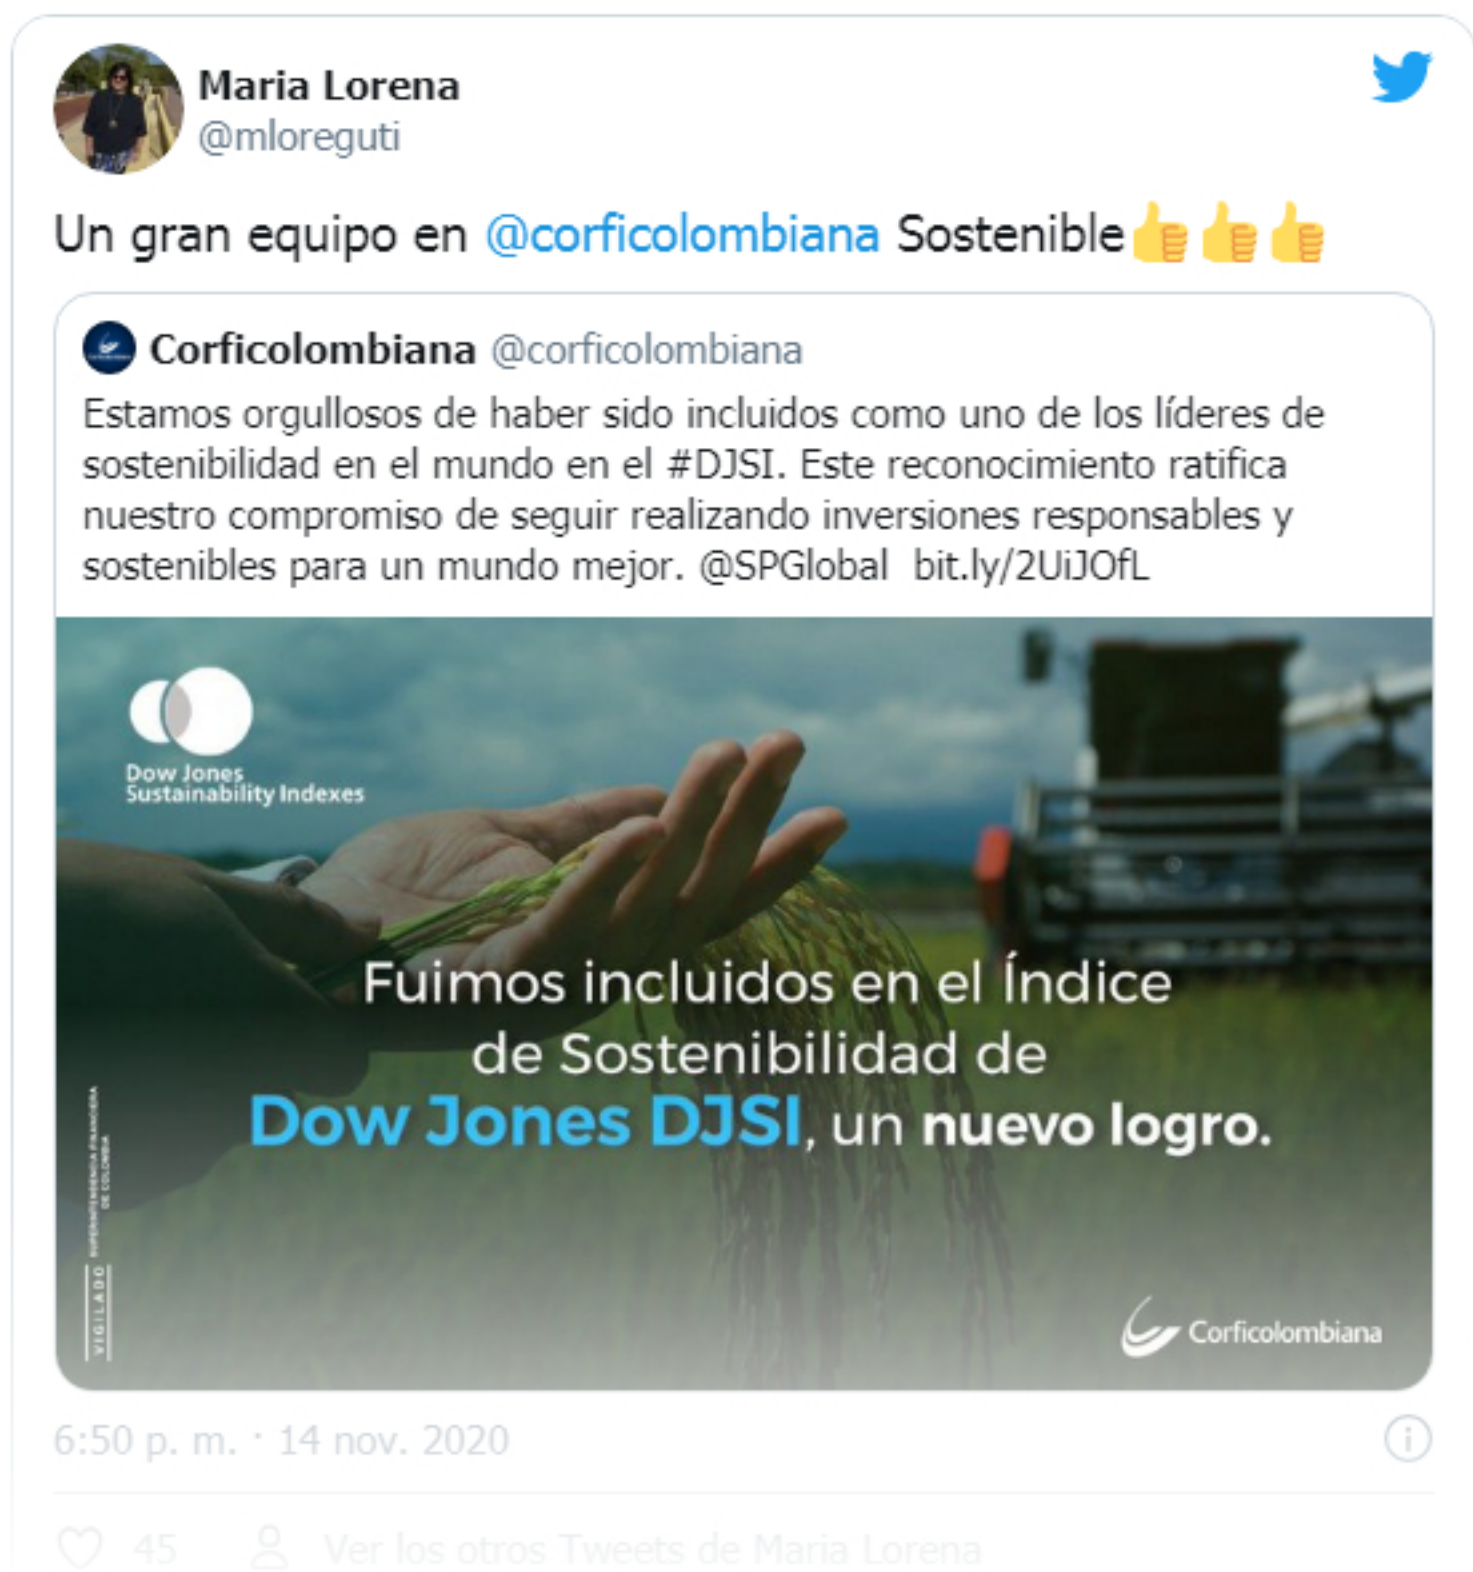 Maria Lorena
@mloreguti
Un gran equipo en @corficolombiana Sostenible👍👍👍
Corficolombiana @corficolombiana
Estamos orgullosos de haber sido incluidos como uno de los líderes de
sostenibilidad en el mundo en el #DJSI. Este reconocimiento ratifica
nuestro compromiso de seguir realizando inversiones responsables y
sostenibles para un mundo mejor. @SPGlobal bit.ly/2UiJOfL
Dow Jones
Sustainability Indexes
Fuimos incluidos en el Índice
de Sostenibilidad de
Dow Jones DJSI, un nuevo logro.
VIGILADO SUPERINTENDENCIA FINANCIERA
DE COLOMBIA
Corficolombiana
6:50 p. m. · 14 nov. 2020
45 Ver los otros Tweets de Maria Lorena